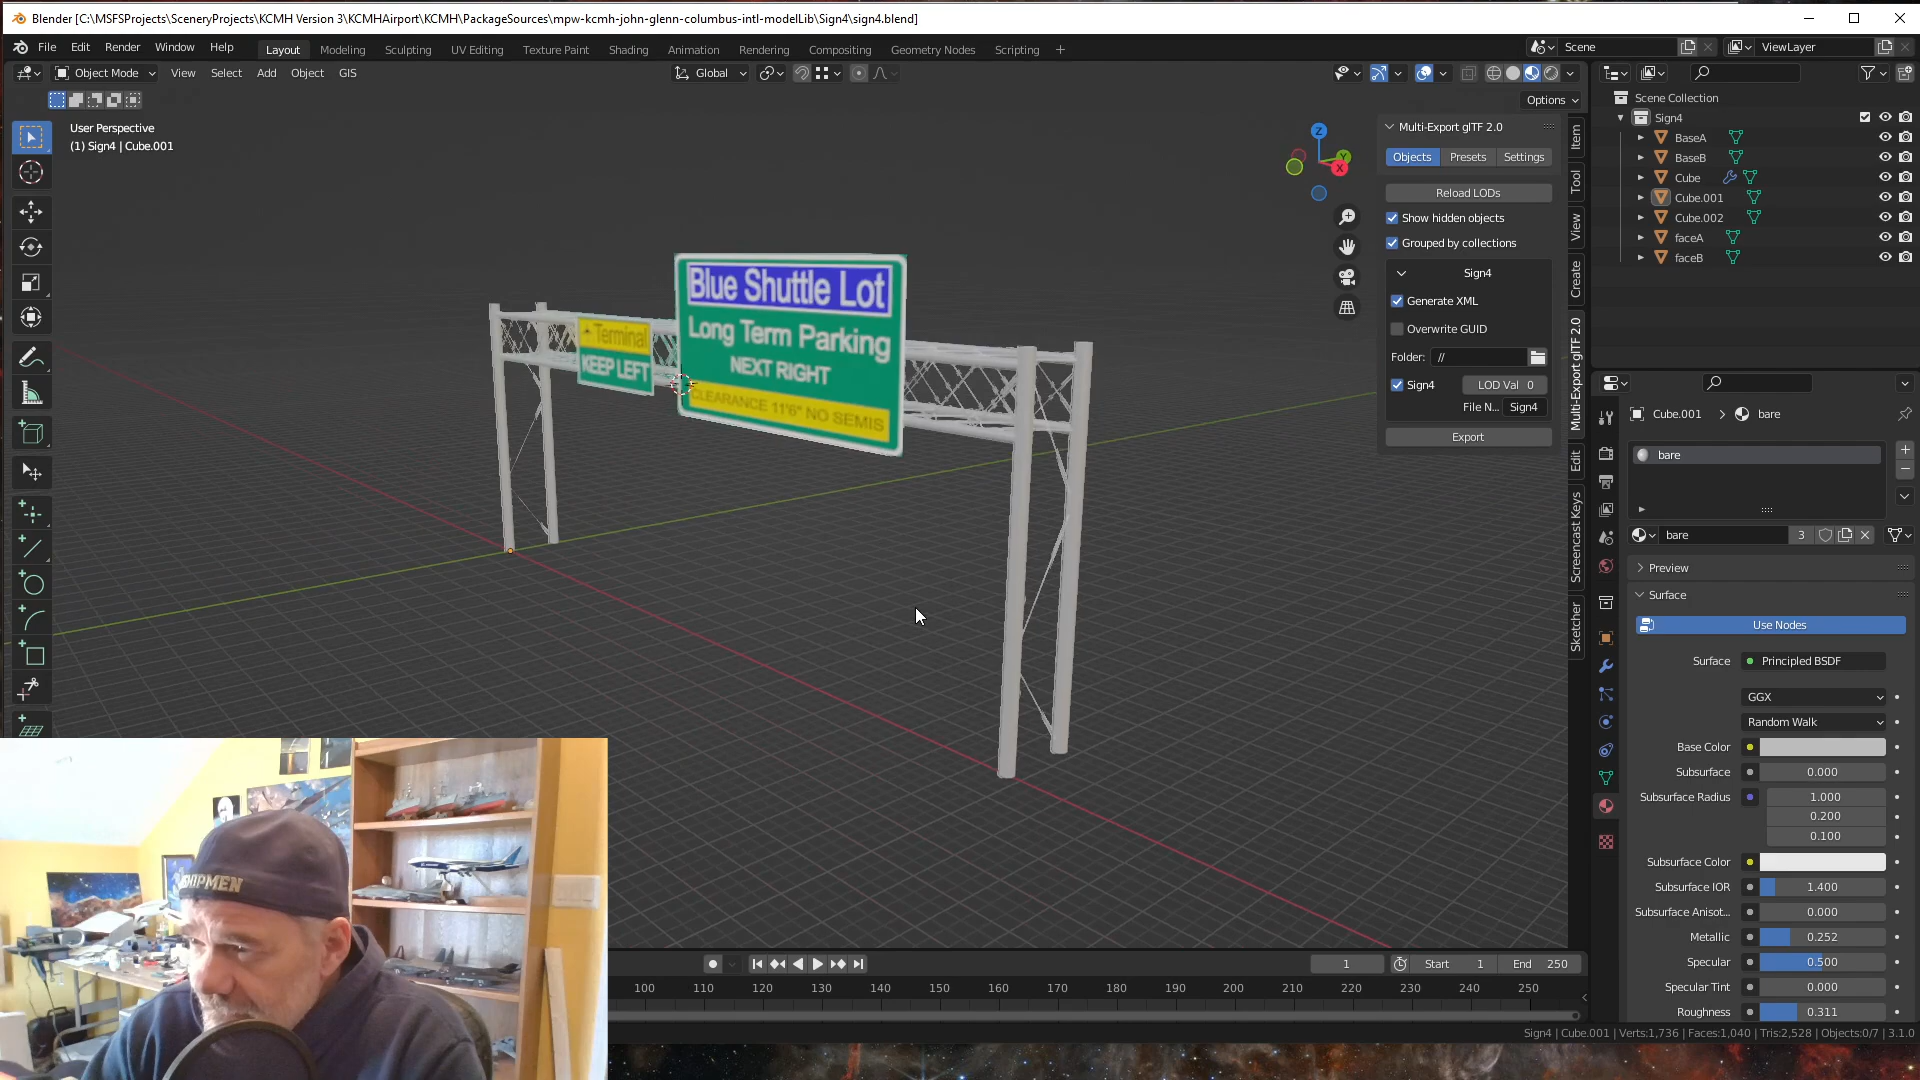 Blender [C:\MSFSProjects\SceneryProjects\KCMH Version 3\KCMHAirport\KCMH\PackageSources\mpw-kcmh-john-glenn-columbus-intl-modelLib\Sign4\sign4.blend]
File Edit Render Window Help Layout Modeling Sculpting UV Editing Texture Paint Shading Animation Rendering Compositing Geometry Nodes Scripting + Scene ViewLayer
Object Mode View Select Add Object GIS Global
Options
User Perspective
(1) Sign4 | Cube.001
Blue Shuttle Lot
Long Term Parking
NEXT RIGHT
CLEARANCE 11'6" NO SEMIS
Terminal
KEEP LEFT
Z
Y
X
Multi-Export glTF 2.0
Objects Presets Settings
Reload LODs
Show hidden objects
Grouped by collections
Sign4
Generate XML
Overwrite GUID
Folder: //
Sign4 LOD Val 0
File N... Sign4
Export
Item
Tool
View
Create
Multi-Export glTF 2.0
Edit
Screencast Keys
Sketcher
Scene Collection
Sign4
BaseA
BaseB
Cube
Cube.001
Cube.002
faceA
faceB
Cube.001 > bare
bare
bare 3
Preview
Surface
Use Nodes
Surface Principled BSDF
GGX
Random Walk
Base Color
Subsurface 0.000
Subsurface Radius 1.000
0.200
0.100
Subsurface Color
Subsurface IOR 1.400
Subsurface Anisot... 0.000
Metallic 0.252
Specular 0.500
Specular Tint 0.000
Roughness 0.311
1 Start 1 End 250
100 110 120 130 140 150 160 170 180 190 200 210 220 230 240 250
Sign4 | Cube.001 | Verts:1,736 | Faces:1,040 | Tris:2,528 | Objects:0/7 | 3.1.0